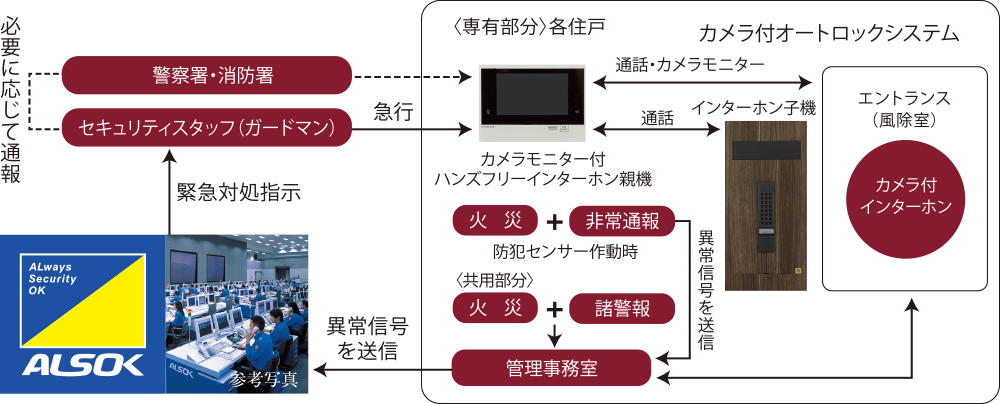 必要に応じて通報
警察署・消防署
セキュリティスタッフ（ガードマン）
急行
緊急対処指示
ALways
Security
OK
ALSOK
ALSOK
参考写真
異常信号
を送信
〈専有部分〉各住戸
カメラ付オートロックシステム
通話・カメラモニター
通話
インターホン子機
カメラモニター付
ハンズフリーインターホン親機
エントランス
（風除室）
カメラ付
インターホン
火 災 + 非常通報
防犯センサー作動時
〈共用部分〉
火 災 + 諸警報
異常信号を送信
管理事務室